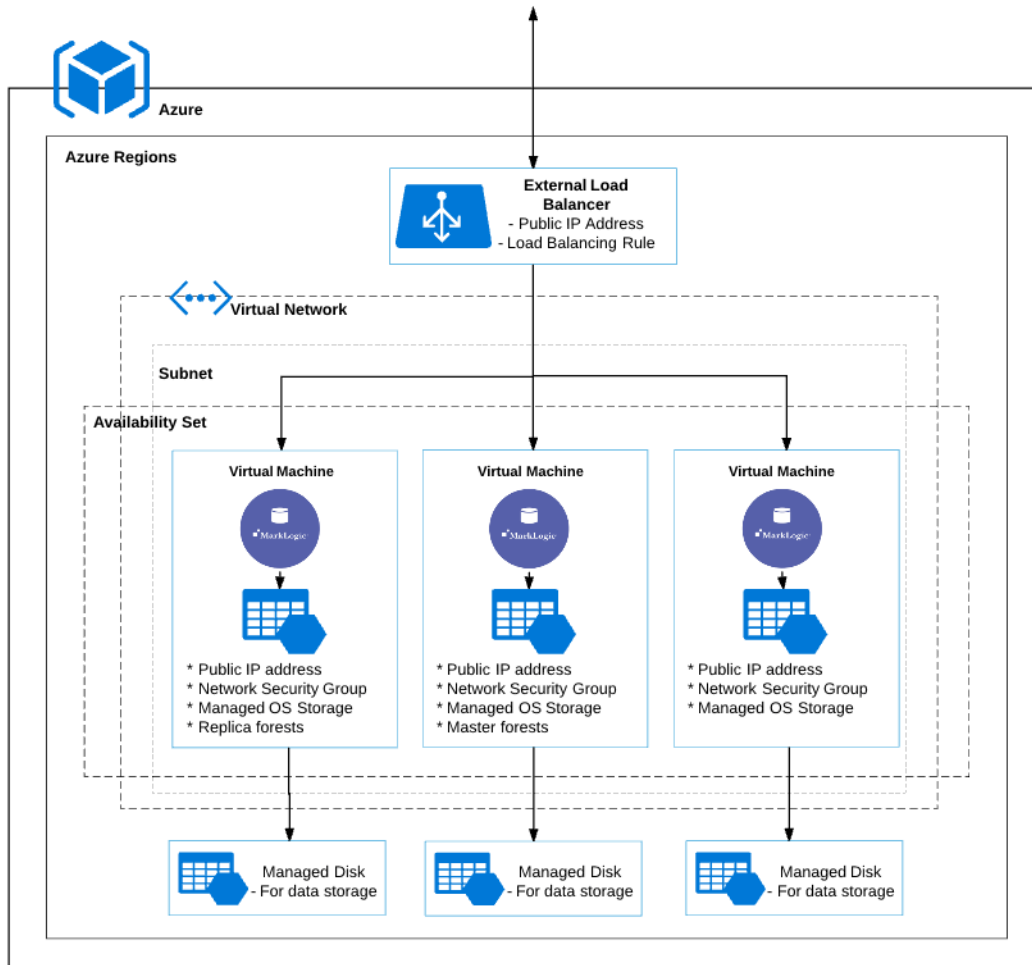 Azure
Azure Regions
External Load
Balancer
- Public IP Address
- Load Balancing Rule
Virtual Network
Subnet
Availability Set
Virtual Machine
MarkLogic
* Public IP address
* Network Security Group
* Managed OS Storage
* Replica forests
Virtual Machine
MarkLogic
* Public IP address
* Network Security Group
* Managed OS Storage
* Master forests
Virtual Machine
MarkLogic
* Public IP address
* Network Security Group
* Managed OS Storage
Managed Disk
- For data storage
Managed Disk
- For data storage
Managed Disk
- For data storage